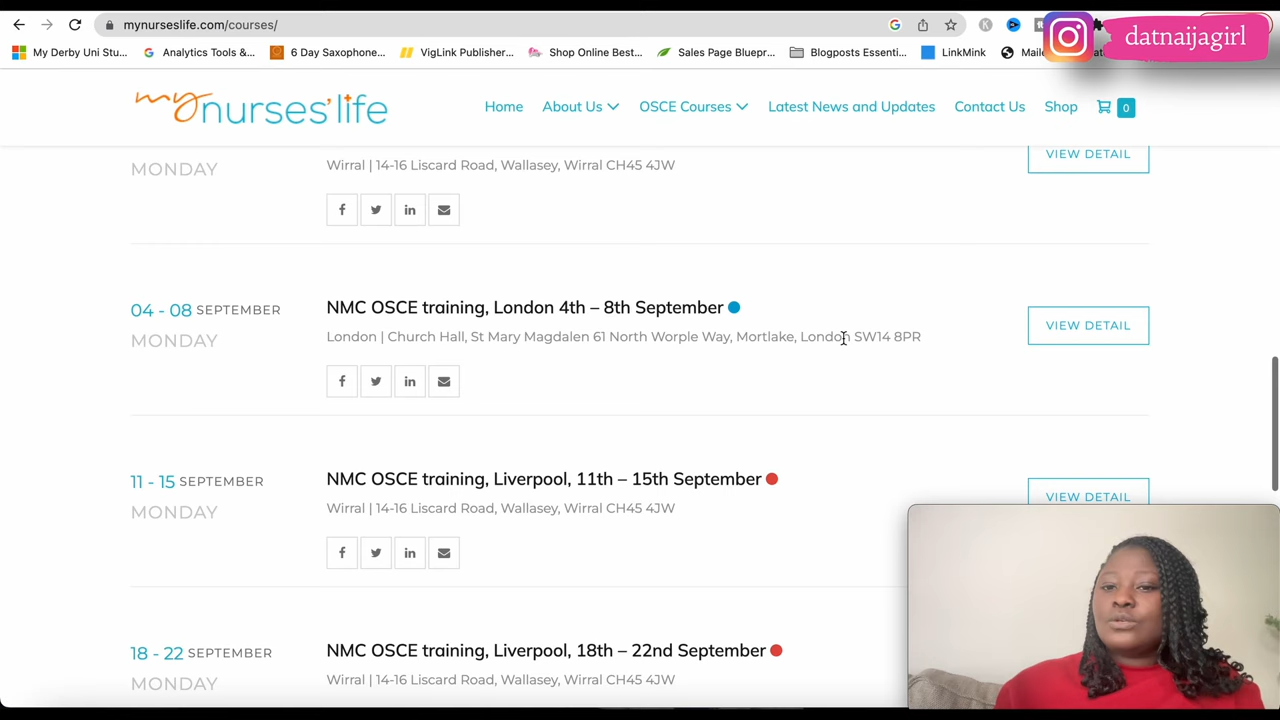 mynurseslife.com/courses/
My Derby Uni Stu...
Analytics Tools &...
6 Day Saxophone...
VigLink Publisher...
Shop Online Best...
Sales Page Bluepr...
Blogposts Essenti...
LinkMink
datnaijagirl
my nurses' life
Home
About Us
OSCE Courses
Latest News and Updates
Contact Us
Shop
0
MONDAY
Wirral | 14-16 Liscard Road, Wallasey, Wirral CH45 4JW
VIEW DETAIL
04 - 08 SEPTEMBER
MONDAY
NMC OSCE training, London 4th – 8th September
London | Church Hall, St Mary Magdalen 61 North Worple Way, Mortlake, London SW14 8PR
VIEW DETAIL
11 - 15 SEPTEMBER
MONDAY
NMC OSCE training, Liverpool, 11th – 15th September
Wirral | 14-16 Liscard Road, Wallasey, Wirral CH45 4JW
VIEW DETAIL
18 - 22 SEPTEMBER
MONDAY
NMC OSCE training, Liverpool, 18th – 22nd September
Wirral | 14-16 Liscard Road, Wallasey, Wirral CH45 4JW